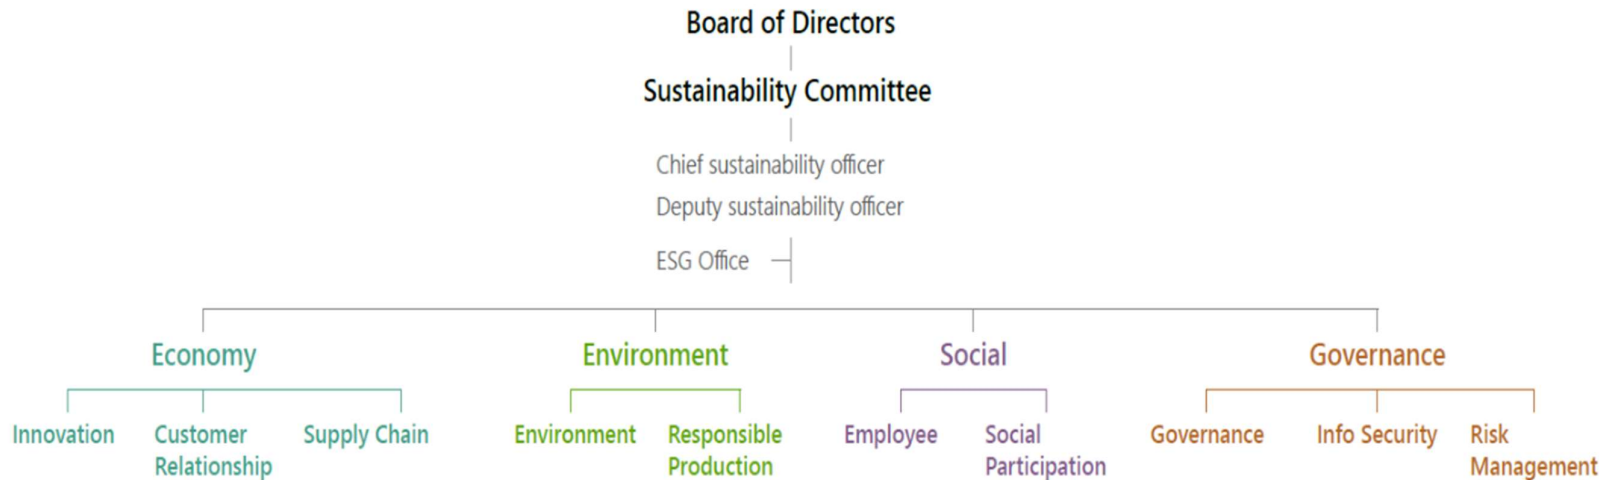 Board of Directors
Sustainability Committee
Chief sustainability officer
Deputy sustainability officer
ESG Office
Economy
Environment
Social
Governance
Innovation
Customer
Relationship
Supply Chain
Environment
Responsible
Production
Employee
Social
Participation
Governance
Info Security
Risk
Management